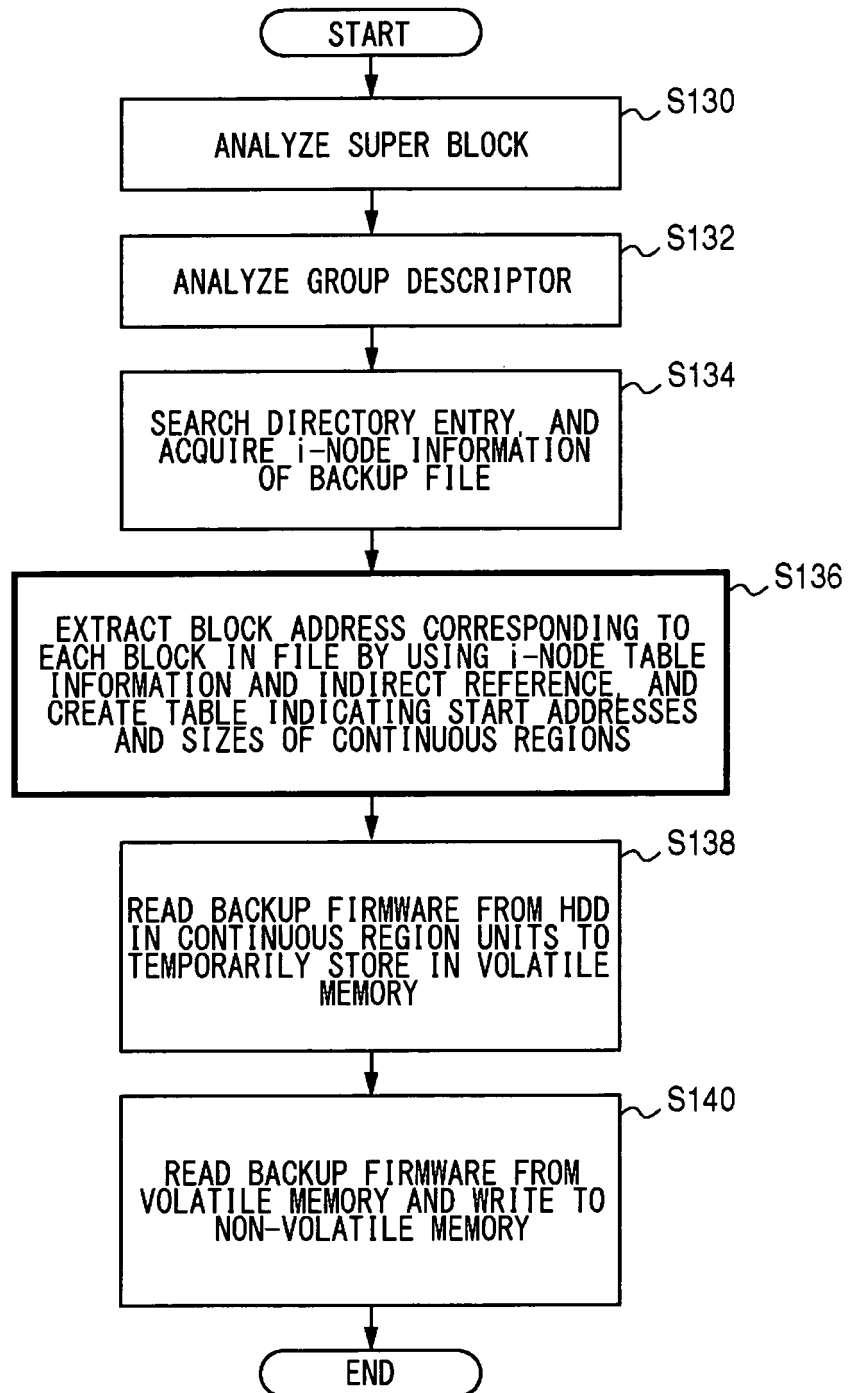 START
S130
ANALYZE SUPER BLOCK
S132
ANALYZE GROUP DESCRIPTOR
S134
SEARCH DIRECTORY ENTRY, AND
ACQUIRE i-NODE INFORMATION
OF BACKUP FILE
S136
EXTRACT BLOCK ADDRESS CORRESPONDING TO
EACH BLOCK IN FILE BY USING i-NODE TABLE
INFORMATION AND INDIRECT REFERENCE, AND
CREATE TABLE INDICATING START ADDRESSES
AND SIZES OF CONTINUOUS REGIONS
S138
READ BACKUP FIRMWARE FROM HDD
IN CONTINUOUS REGION UNITS TO
TEMPORARILY STORE IN VOLATILE
MEMORY
S140
READ BACKUP FIRMWARE FROM
VOLATILE MEMORY AND WRITE TO
NON-VOLATILE MEMORY
END